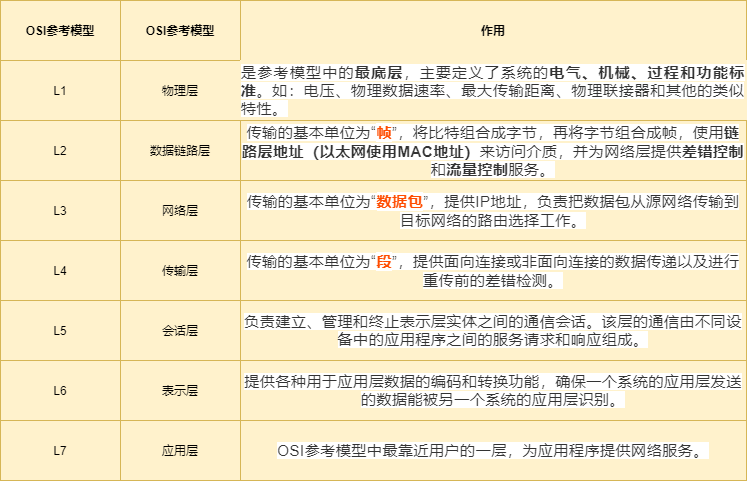 OSI参考模型
OSI参考模型
作用
L1
物理层
是参考模型中的最底层，主要定义了系统的电气、机械、过程和功能标
准。如：电压、物理数据速率、最大传输距离、物理联接器和其他的类似
特性。
L2
数据链路层
传输的基本单位为“帧”，将比特组合成字节，再将字节组合成帧，使用链
路层地址（以太网使用MAC地址）来访问介质，并为网络层提供差错控制
和流量控制服务。
L3
网络层
传输的基本单位为“数据包”，提供IP地址，负责把数据包从源网络传输到
目标网络的路由选择工作。
L4
传输层
传输的基本单位为“段”，提供面向连接或非面向连接的数据传递以及进行
重传前的差错检测。
L5
会话层
负责建立、管理和终止表示层实体之间的通信会话。该层的通信由不同设
备中的应用程序之间的服务请求和响应组成。
L6
表示层
提供各种用于应用层数据的编码和转换功能，确保一个系统的应用层发送
的数据能被另一个系统的应用层识别。
L7
应用层
OSI参考模型中最靠近用户的一层，为应用程序提供网络服务。